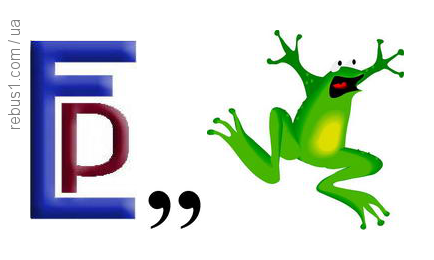 rebus1.com / ua
Е
р ,,